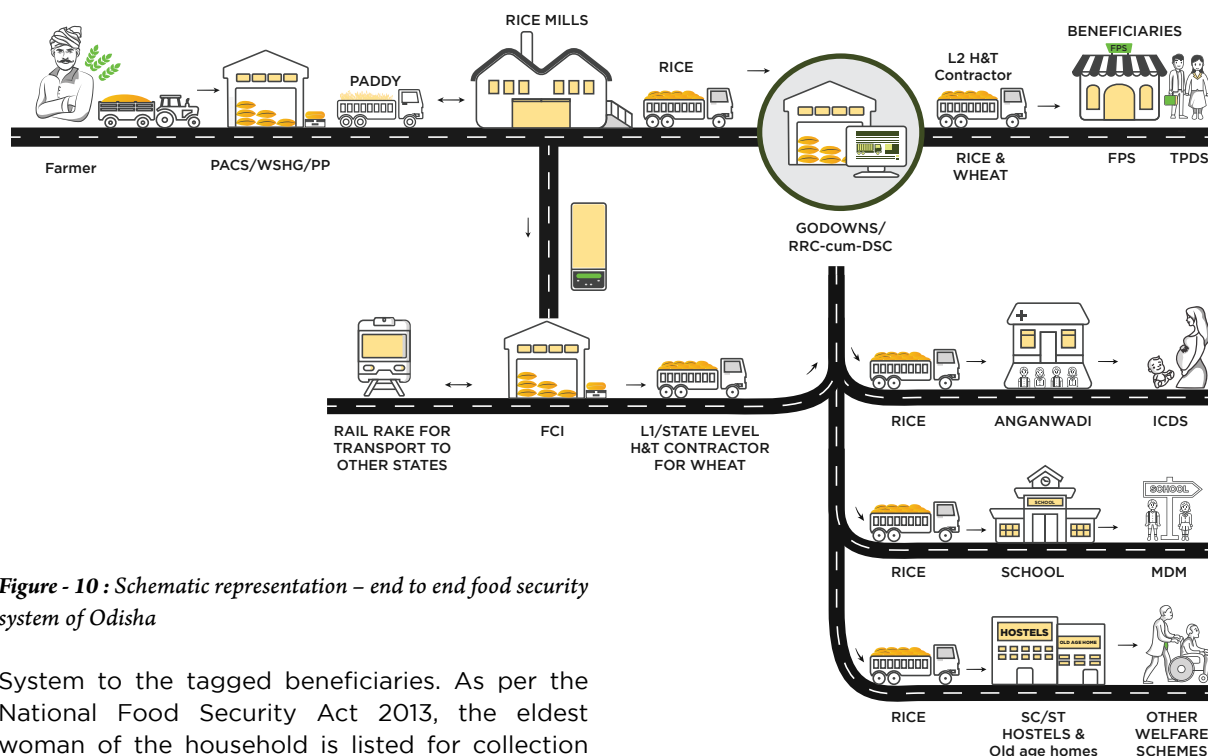 RICE MILLS
BENEFICIARIES
FPS
PADDY
RICE
L2 H&T
Contractor
Farmer
PACS/WSHG/PP
RICE &
WHEAT
FPS
TPDS
GODOWNS/
RRC-cum-DSC
RAIL RAKE FOR
TRANSPORT TO
OTHER STATES
FCI
L1/STATE LEVEL
H&T CONTRACTOR
FOR WHEAT
RICE
ANGANWADI
ICDS
SCHOOL
SCHOOL
RICE
SCHOOL
MDM
HOSTELS
OLD AGE HOME
RICE
SC/ST
HOSTELS &
Old age homes
OTHER
WELFARE
SCHEMES
Figure - 10 : Schematic representation – end to end food security
system of Odisha
System to the tagged beneficiaries. As per the
National Food Security Act 2013, the eldest
woman of the household is listed for collection